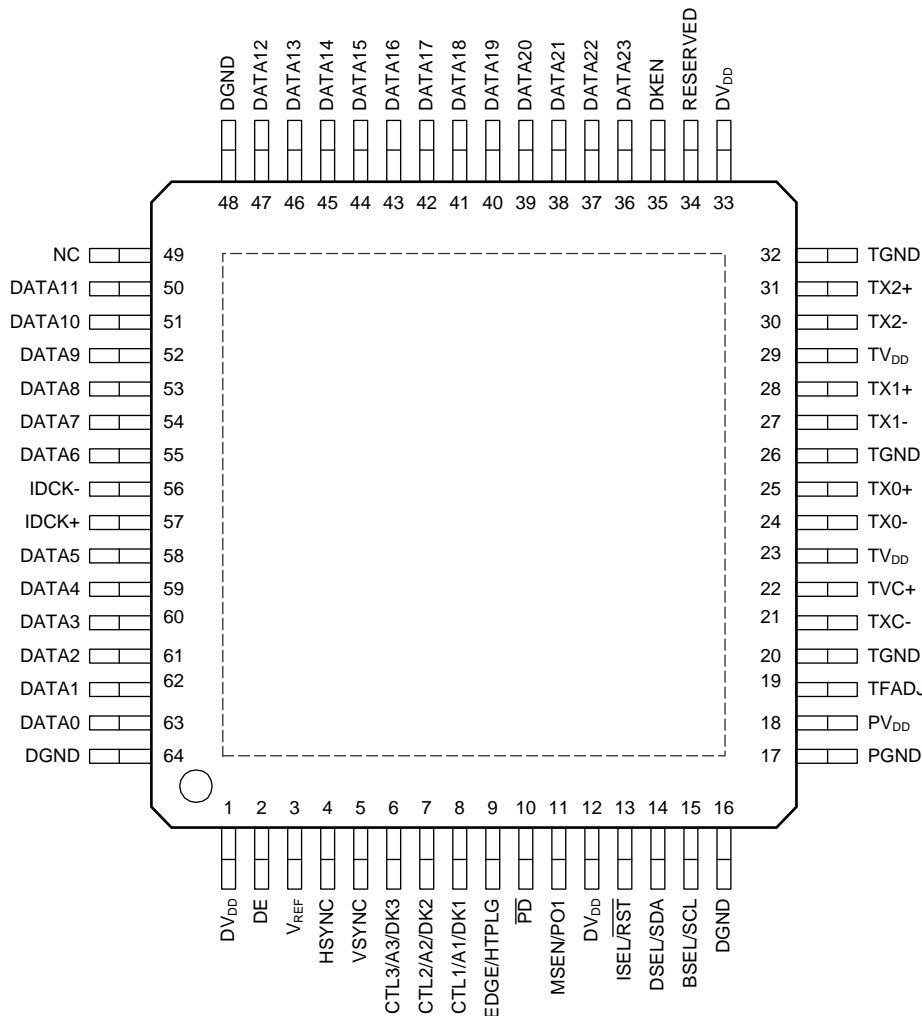 DGND
DATA12
DATA13
DATA14
DATA15
DATA16
DATA17
DATA18
DATA19
DATA20
DATA21
DATA22
DATA23
DKEN
RESERVED
DVDD
48 47 46 45 44 43 42 41 40 39 38 37 36 35 34 33
NC 49
DATA11 50
DATA10 51
DATA9 52
DATA8 53
DATA7 54
DATA6 55
IDCK- 56
IDCK+ 57
DATA5 58
DATA4 59
DATA3 60
DATA2 61
DATA1 62
DATA0 63
DGND 64
32 TGND
31 TX2+
30 TX2-
29 TVDD
28 TX1+
27 TX1-
26 TGND
25 TX0+
24 TX0-
23 TVDD
22 TVC+
21 TXC-
20 TGND
19 TFADJ
18 PVDD
17 PGND
1 2 3 4 5 6 7 8 9 10 11 12 13 14 15 16
DVDD
DE
VREF
HSYNC
VSYNC
CTL3/A3/DK3
CTL2/A2/DK2
CTL1/A1/DK1
EDGE/HTPLG
PD
MSEN/PO1
DVDD
ISEL/RST
DSEL/SDA
BSEL/SCL
DGND